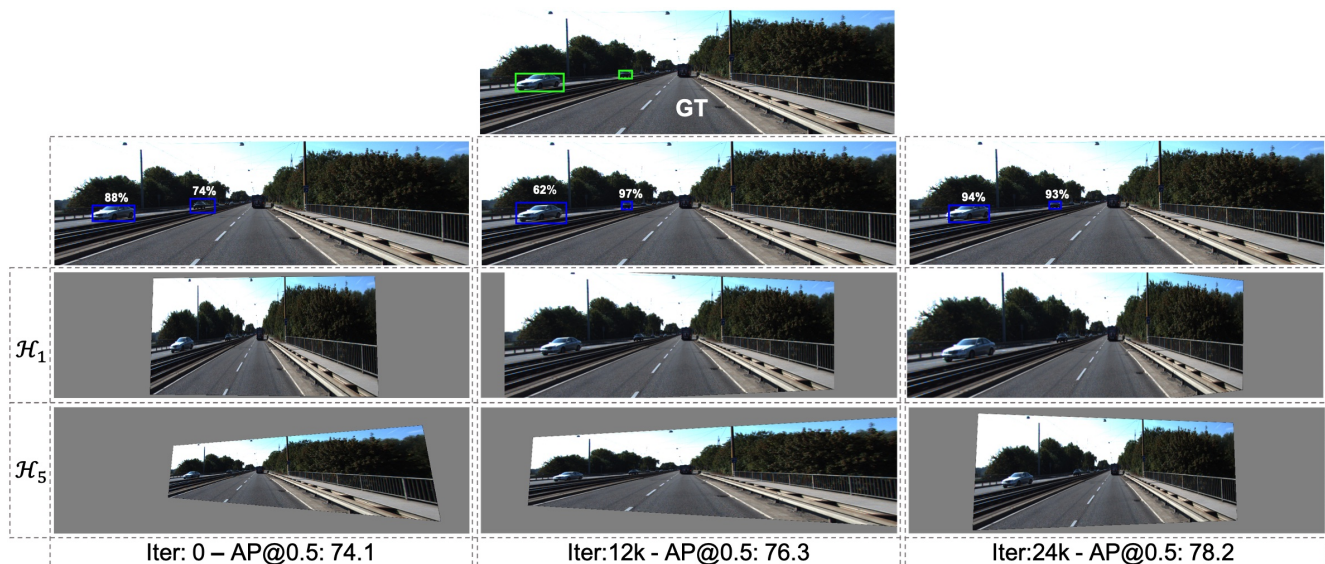 GT
88% 74%
62% 97%
94% 93%
ℋ₁
ℋ₅
Iter: 0 – AP@0.5: 74.1
Iter:12k - AP@0.5: 76.3
Iter:24k - AP@0.5: 78.2